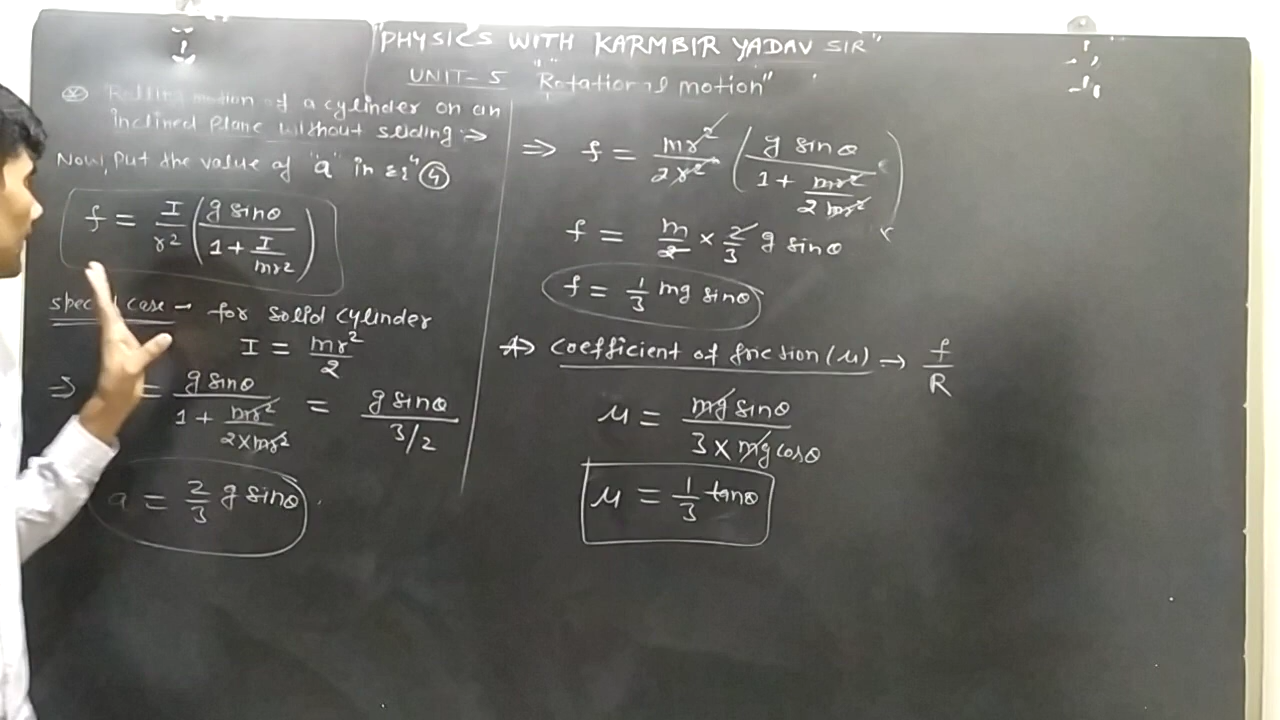 "PHYSICS WITH KARMBIR YADAV SIR"
UNIT-5 "Rotational motion"
⊗ Rolling motion of a cylinder on an
inclined plane without sliding :⇒
Now, put the value of "a" in eqⁿ ④
f = I/r² (g sinθ / (1 + I/mr²))
special case → for solid cylinder
I = mr²/2
⇒ = g sinθ / (1 + mr²/2×mr²) = g sinθ / 3/2
a = 2/3 g sinθ
⇒ f = mr²/2r² (g sinθ / (1 + mr²/2mr²))
f = m/2 × 2/3 g sinθ
f = 1/3 mg sinθ
→ coefficient of friction (μ) → f/R
μ = mg sinθ / 3 × mg cosθ
μ = 1/3 tanθ